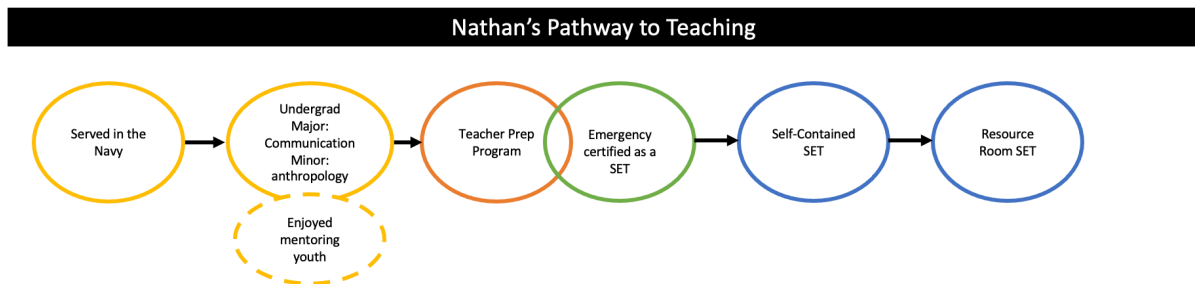 Nathan’s Pathway to Teaching
Served in the
Navy
Undergrad
Major:
Communication
Minor:
anthropology
Enjoyed
mentoring
youth
Teacher Prep
Program
Emergency
certified as a
SET
Self-Contained
SET
Resource
Room SET